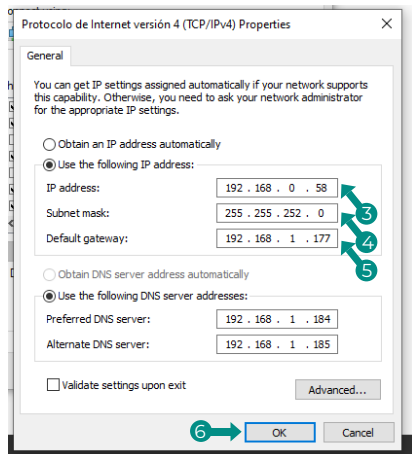 Protocolo de Internet versión 4 (TCP/IPv4) Properties
General
You can get IP settings assigned automatically if your network supports
this capability. Otherwise, you need to ask your network administrator
for the appropriate IP settings.
Obtain an IP address automatically
Use the following IP address:
IP address: 192 . 168 . 0 . 58
3
Subnet mask: 255 . 255 . 252 . 0
4
Default gateway: 192 . 168 . 1 . 177
5
Obtain DNS server address automatically
Use the following DNS server addresses:
Preferred DNS server: 192 . 168 . 1 . 184
Alternate DNS server: 192 . 168 . 1 . 185
Validate settings upon exit
Advanced...
6 OK Cancel